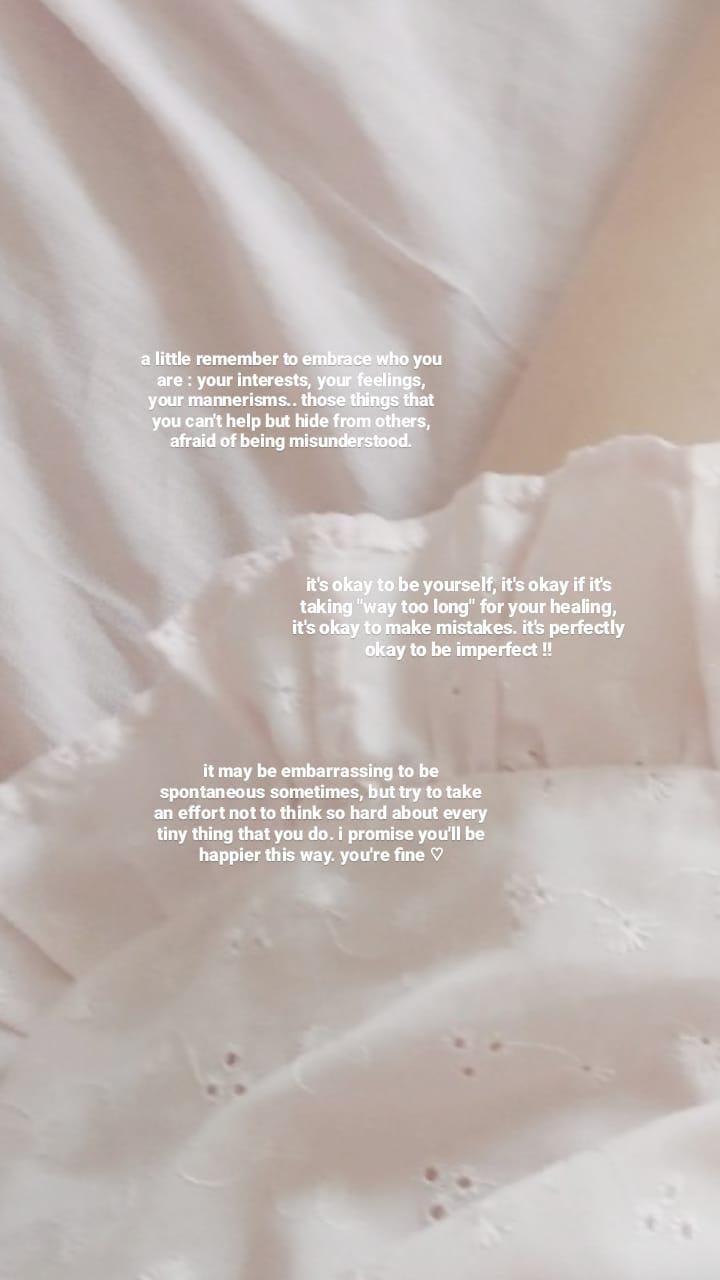 a little remember to embrace who you
are : your interests, your feelings,
your mannerisms.. those things that
you can't help but hide from others,
afraid of being misunderstood.
it's okay to be yourself, it's okay if it's
taking "way too long" for your healing,
it's okay to make mistakes. it's perfectly
okay to be imperfect !!
it may be embarrassing to be
spontaneous sometimes, but try to take
an effort not to think so hard about every
tiny thing that you do. i promise you'll be
happier this way. you're fine ♡